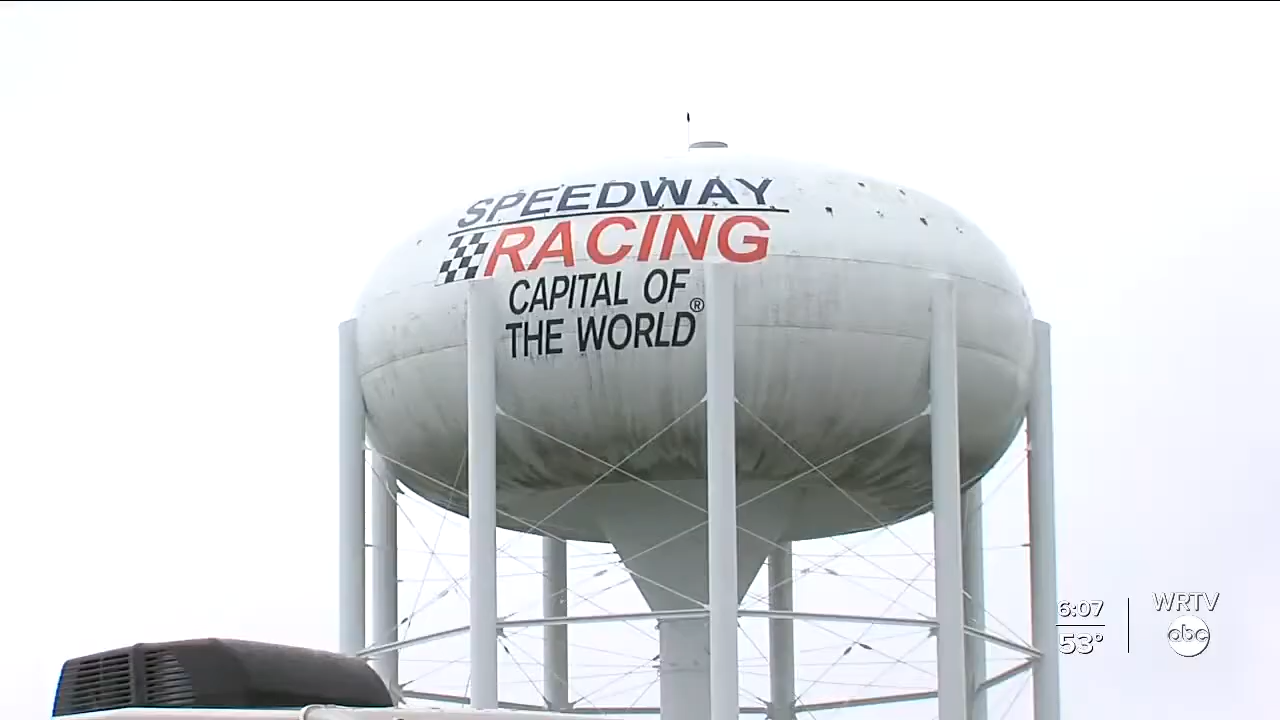 SPEEDWAY
RACING
CAPITAL OF
THE WORLD®
6:07
53°
WRTV
abc